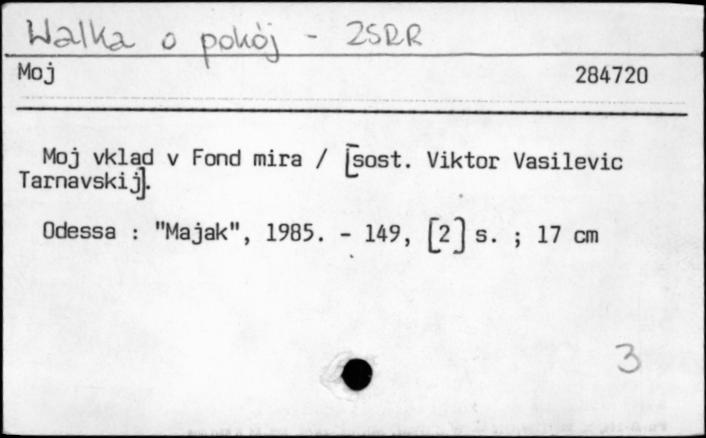 Walka o pokój - ZSRR
Moj 284720
Moj vklad v Fond mira / [sost. Viktor Vasilevic
Tarnavskij].
Odessa : "Majak", 1985. - 149, [2] s. ; 17 cm
3